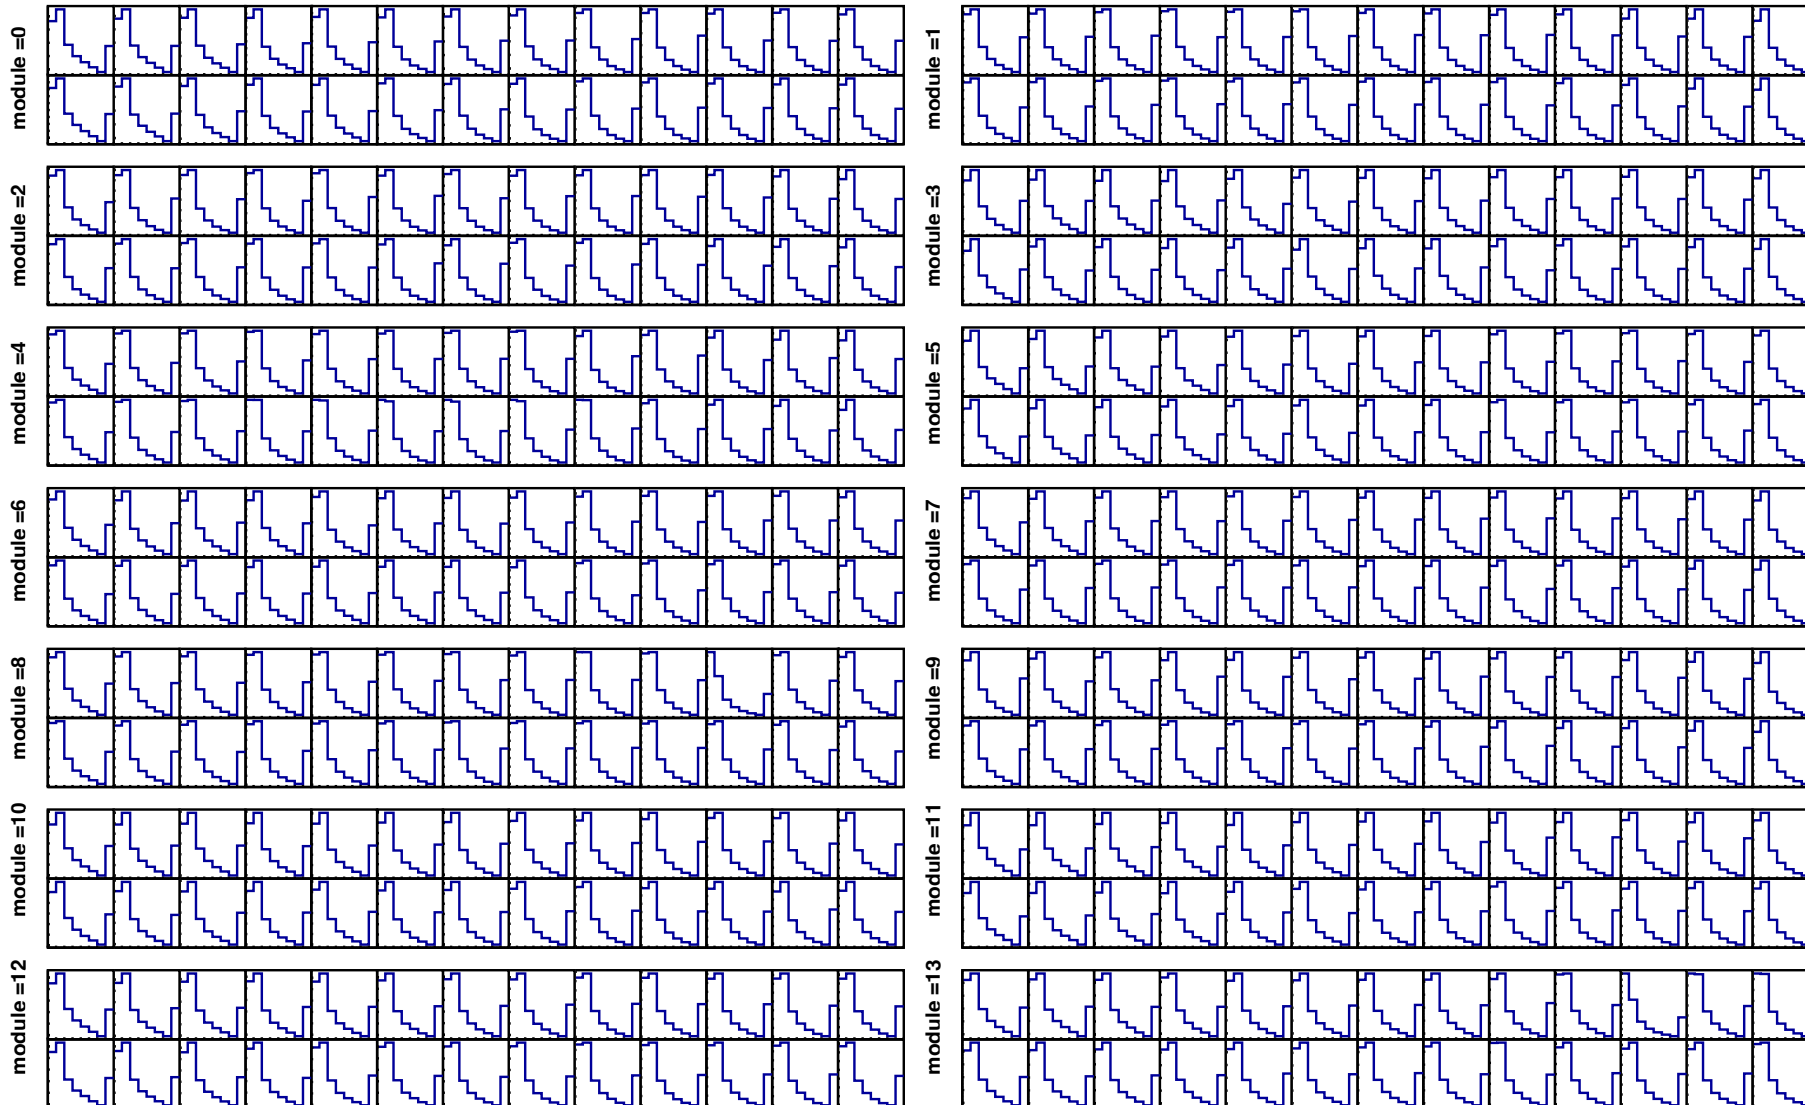 module =0
module =1
module =2
module =3
module =4
module =5
module =6
module =7
module =8
module =9
module =10
module =11
module =12
module =13